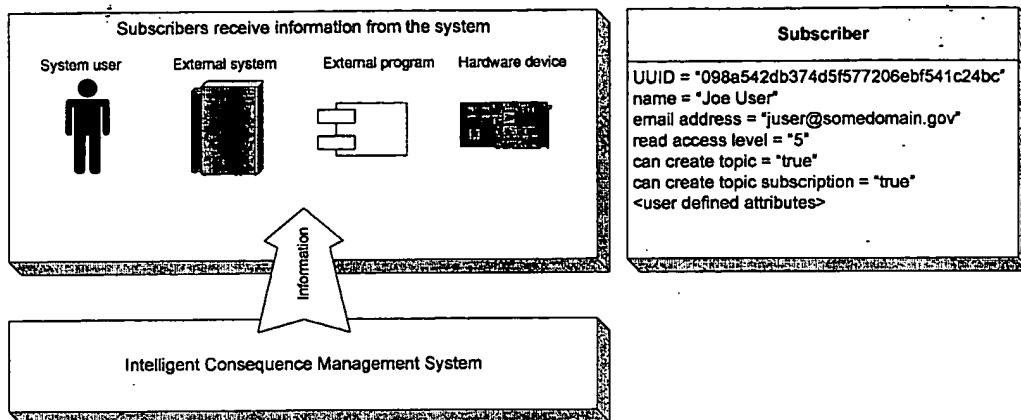 Subscribers receive information from the system
System user
External system
External program
Hardware device
Information
Intelligent Consequence Management System
Subscriber
UUID = "098a542db374d5f577206ebf541c24bc"
name = "Joe User"
email address = "juser@somedomain.gov"
read access level = "5"
can create topic = "true"
can create topic subscription = "true"
<user defined attributes>